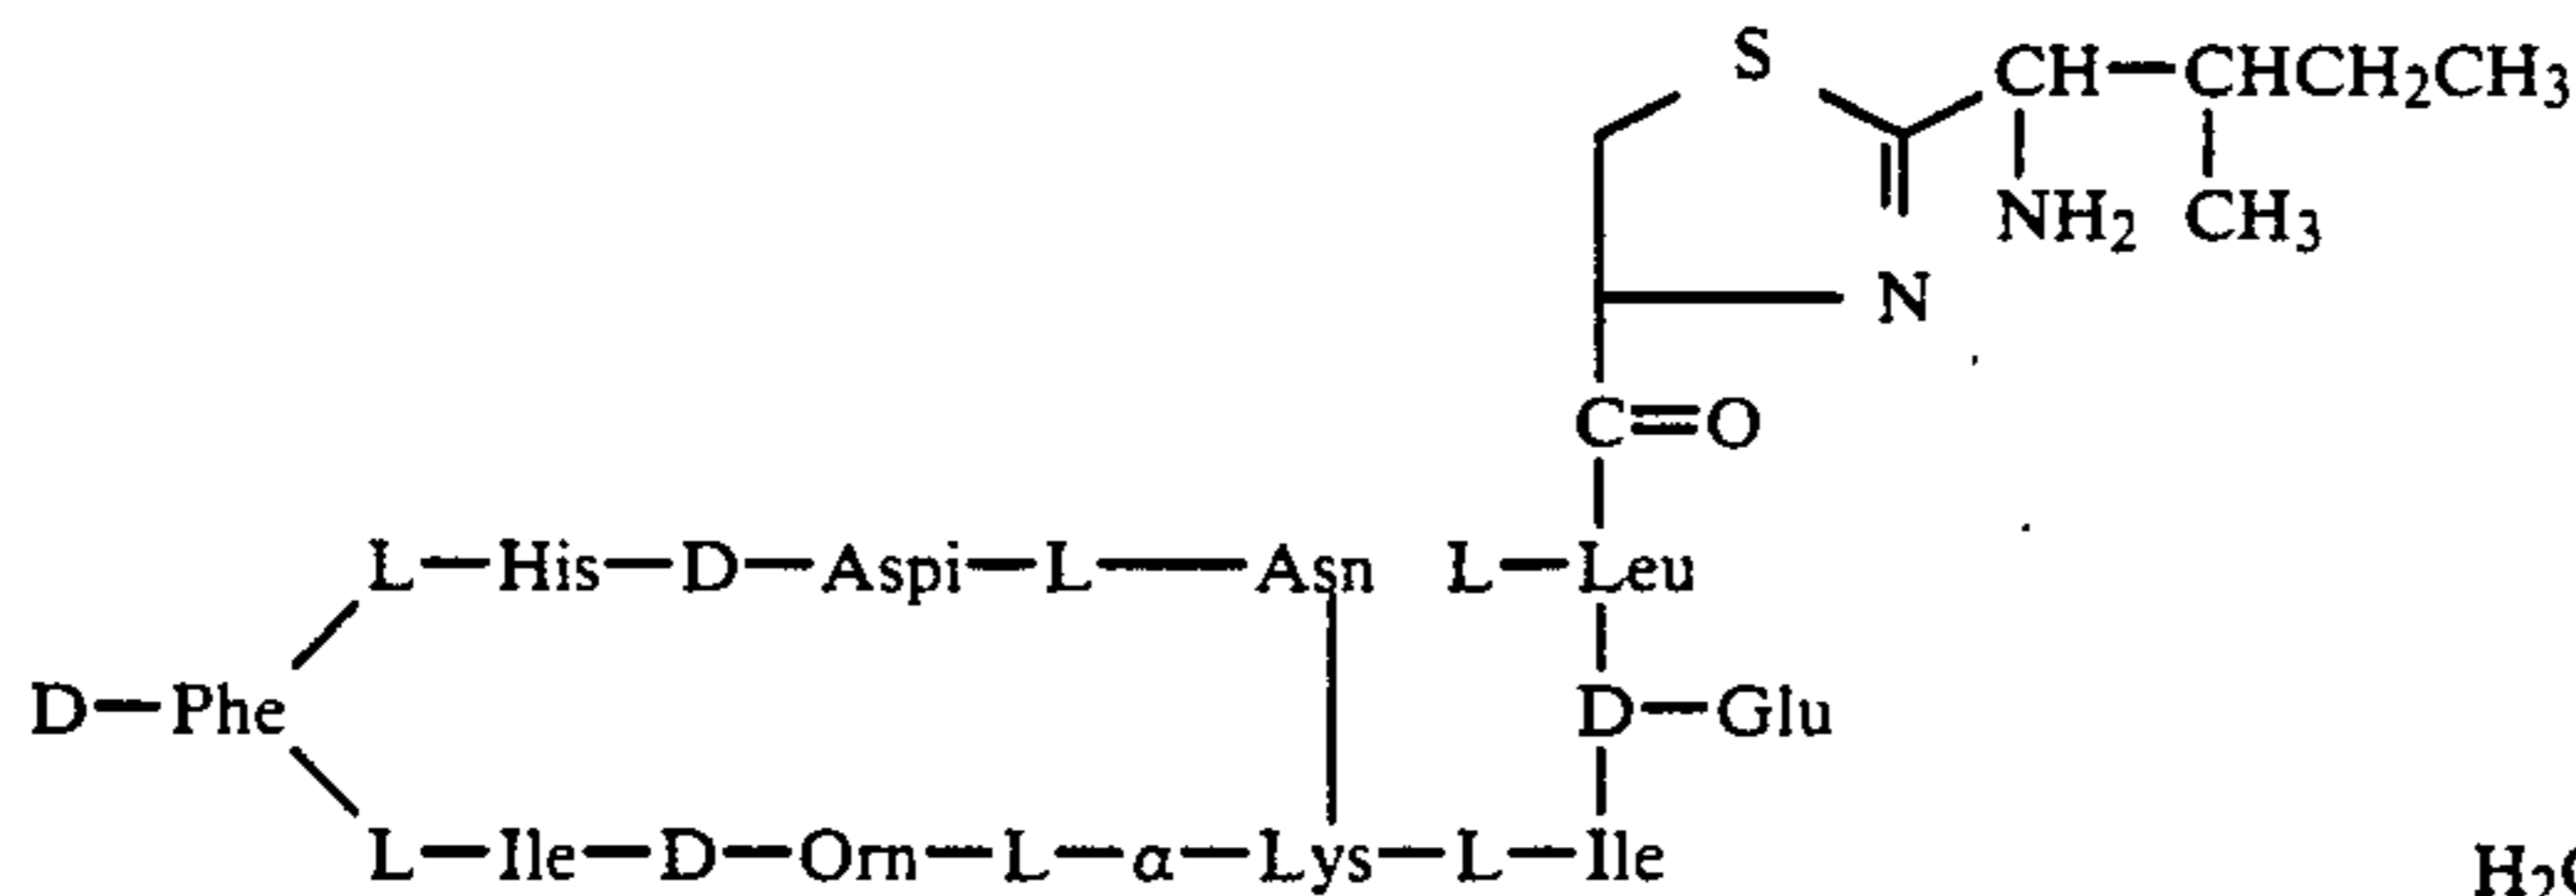 S CH—CHCH₂CH₃
NH₂ CH₃
N
C=O
L—His—D—Aspi—L—Asn L—Leu
D—Phe D—Glu
L—Ile—D—Orn—L—α—Lys—L—Ile